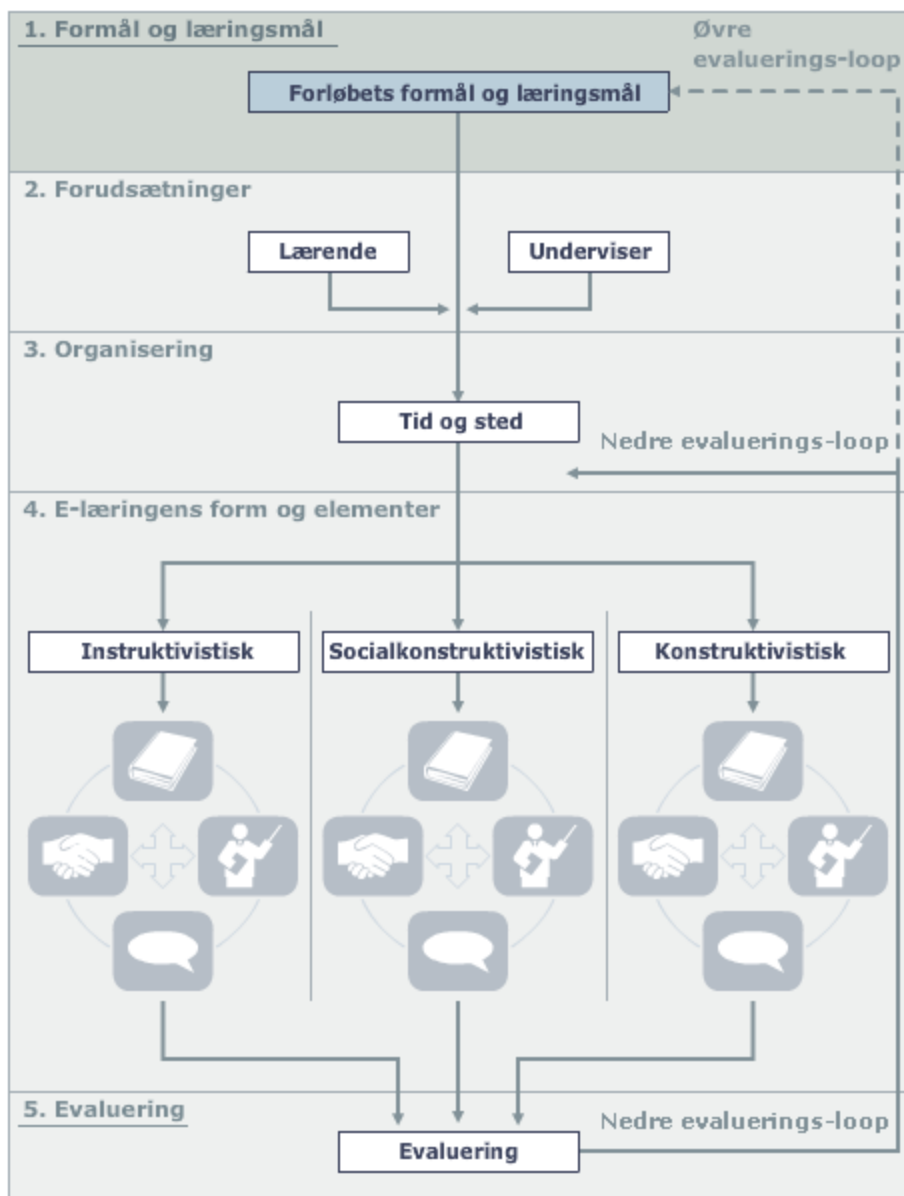 1. Formål og læringsmål
Øvre
evaluerings-loop
Forløbets formål og læringsmål
2. Forudsætninger
Lærende
Underviser
3. Organisering
Tid og sted
Nedre evaluerings-loop
4. E-læringens form og elementer
Instruktivistisk
Socialkonstruktivistisk
Konstruktivistisk
5. Evaluering
Nedre evaluerings-loop
Evaluering